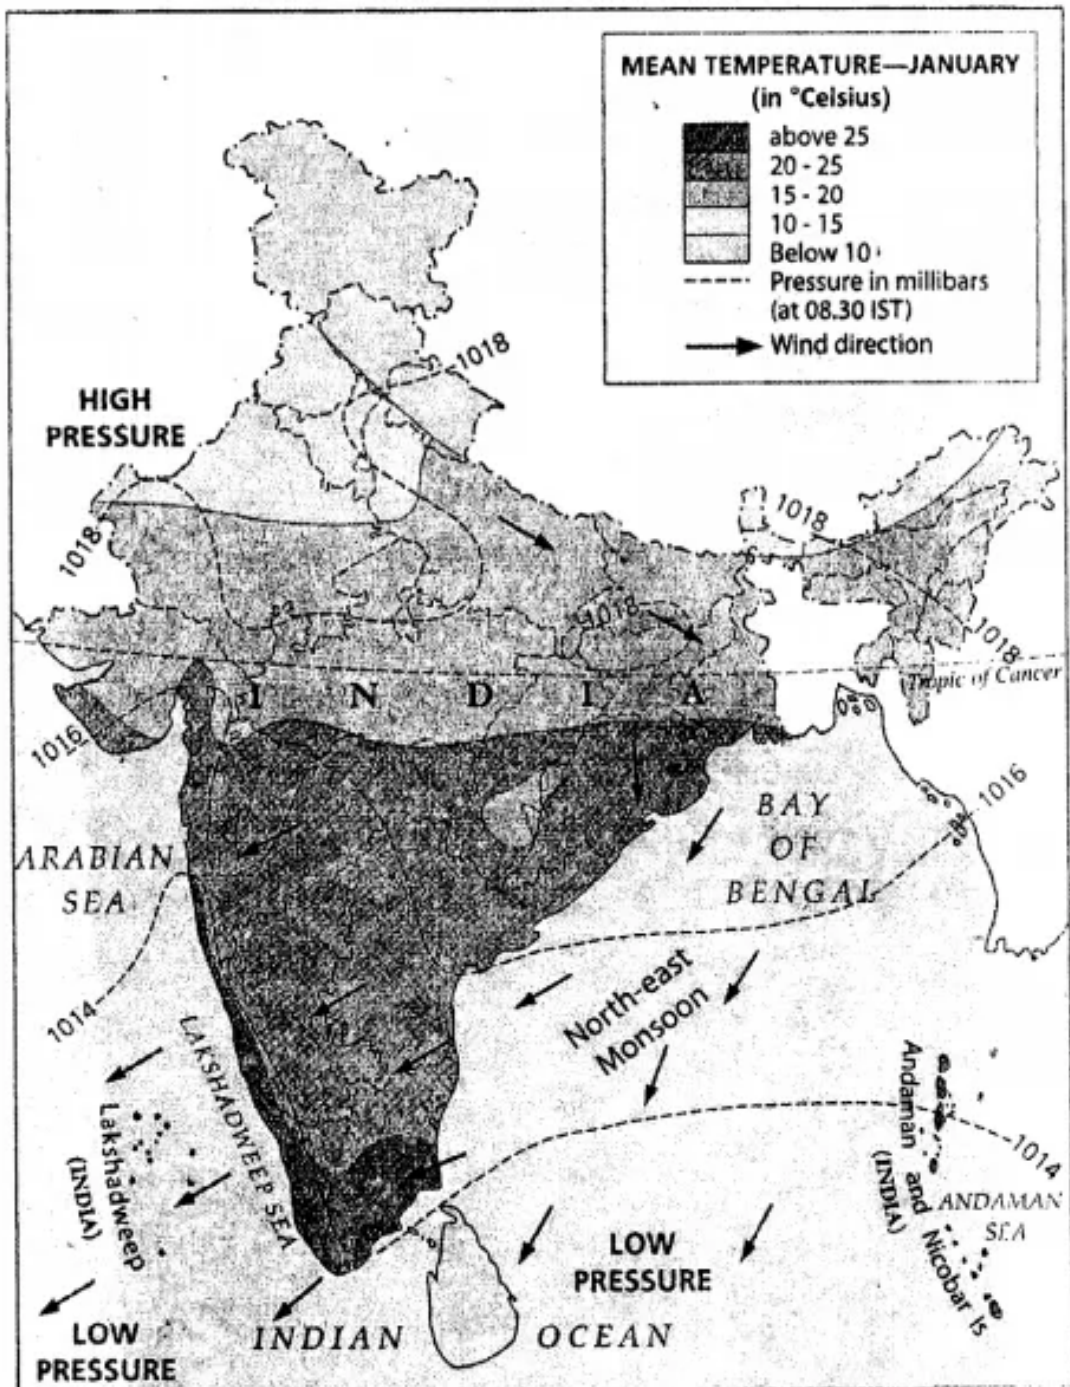 MEAN TEMPERATURE—JANUARY
(in °Celsius)
above 25
20 - 25
15 - 20
10 - 15
Below 10
Pressure in millibars
(at 08.30 IST)
Wind direction
HIGH
PRESSURE
1018
1018
1018
1018
1018
Tropic of Cancer
INDIA
1016
1016
ARABIAN
SEA
BAY
OF
BENGAL
1014
North-east
Monsoon
LAKSHADWEEP SEA
Lakshadweep
(INDIA)
Andaman and Nicobar Is
(INDIA)
1014
ANDAMAN
SEA
LOW
PRESSURE
LOW
PRESSURE
INDIAN OCEAN